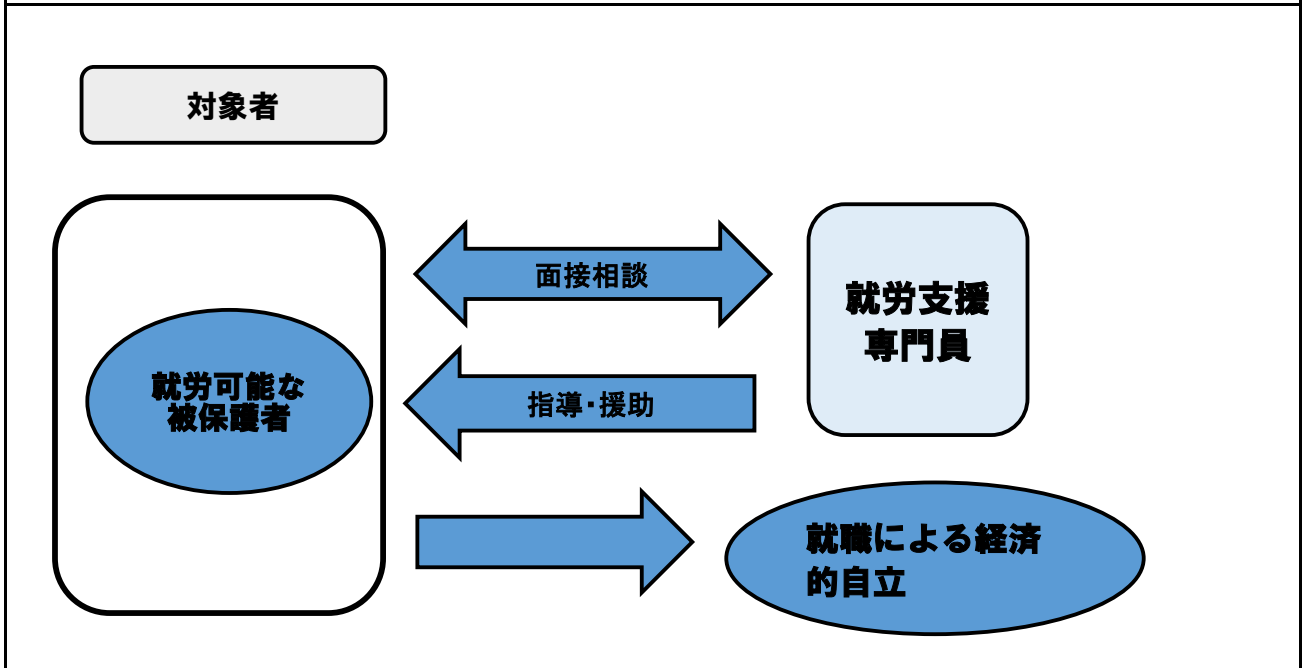 対象者
面接相談
就労支援
専門員
就労可能な
被保護者
指導・援助
就職による経済
的自立